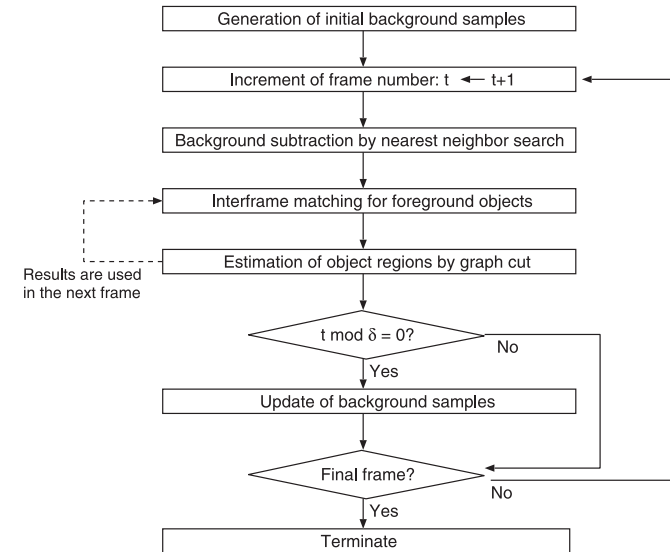 Generation of initial background samples
Increment of frame number: t ← t+1
Background subtraction by nearest neighbor search
Interframe matching for foreground objects
Estimation of object regions by graph cut
Results are used
in the next frame
t mod δ = 0?
No
Yes
Update of background samples
Final frame?
No
Yes
Terminate